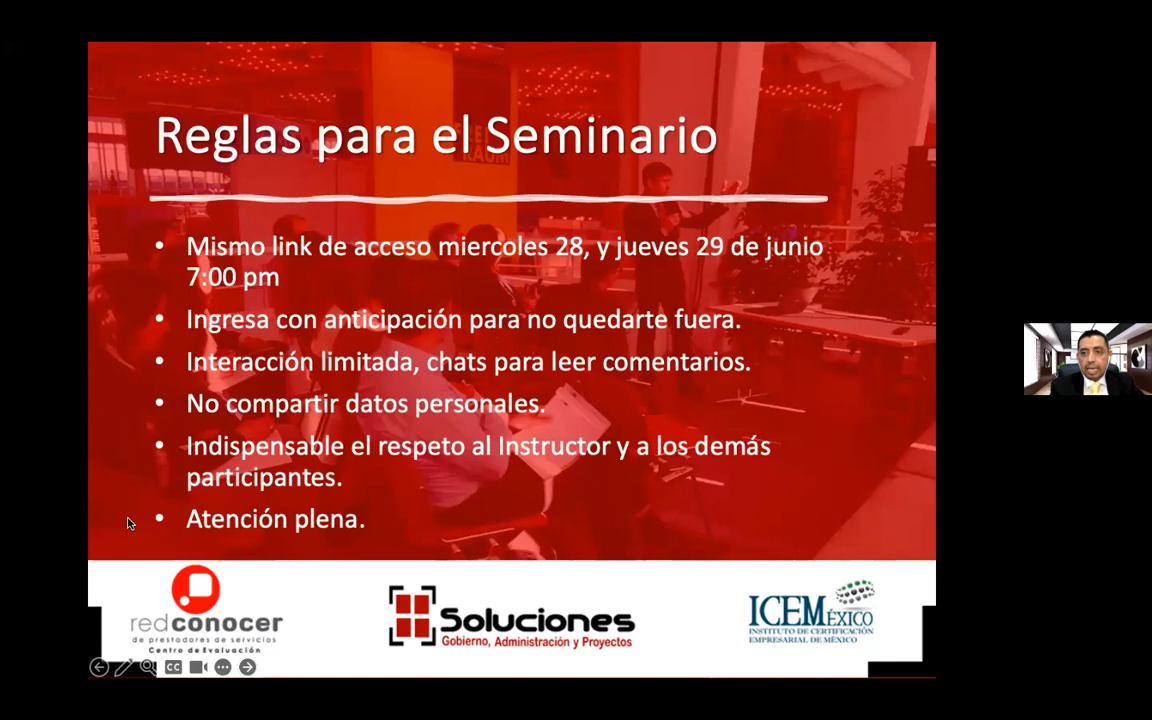 Reglas para el Seminario
• Mismo link de acceso miercoles 28, y jueves 29 de junio
7:00 pm
• Ingresa con anticipación para no quedarte fuera.
• Interacción limitada, chats para leer comentarios.
• No compartir datos personales.
• Indispensable el respeto al Instructor y a los demás
participantes.
• Atención plena.
redconocer
de prestadores de servicios
Centro de Evaluación
Soluciones
Gobierno, Administración y Proyectos
ICEMÉXICO
INSTITUTO DE CERTIFICACIÓN
EMPRESARIAL DE MÉXICO
CC